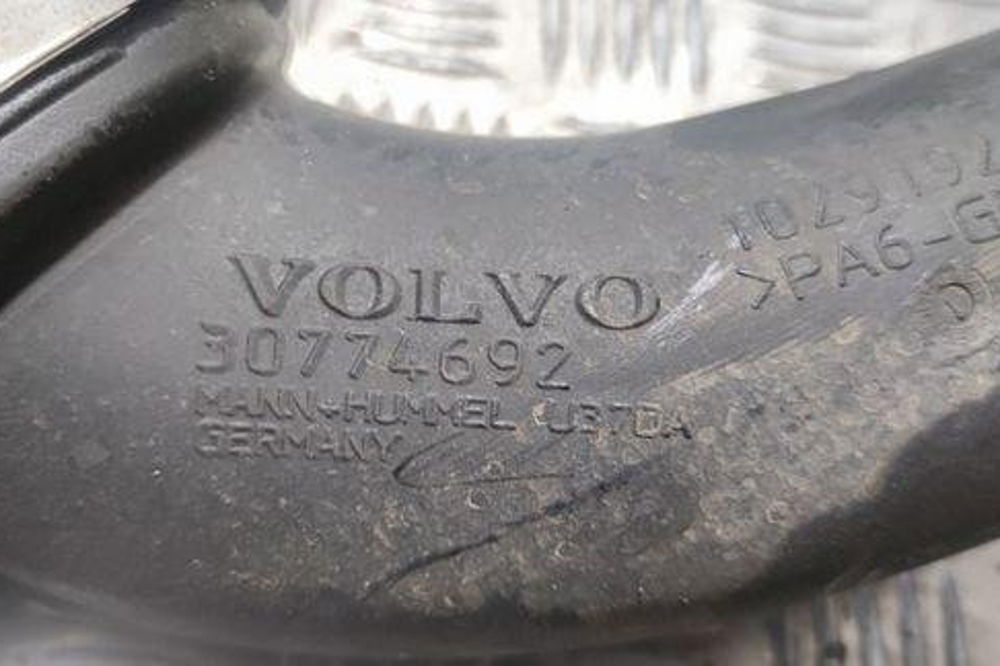 VOLVO
30774692
MANN+HUMMEL U37DA
GERMANY
>PA6-G